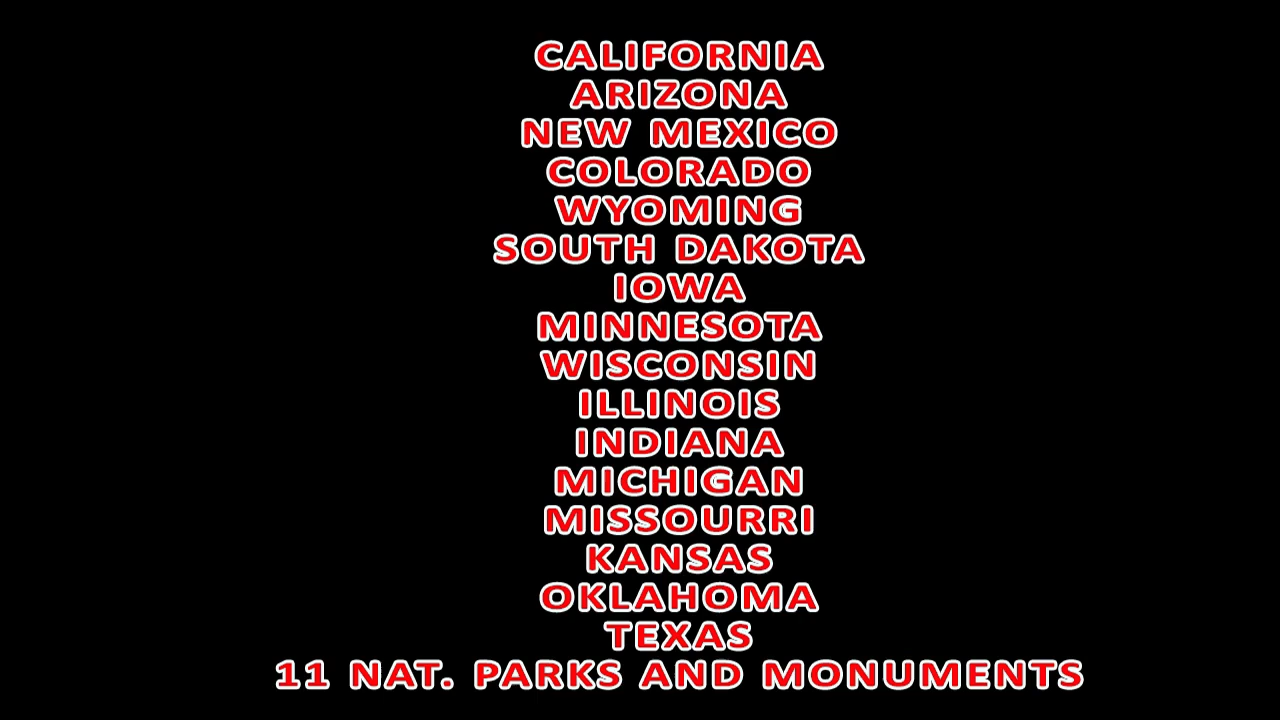 CALIFORNIA
ARIZONA
NEW MEXICO
COLORADO
WYOMING
SOUTH DAKOTA
IOWA
MINNESOTA
WISCONSIN
ILLINOIS
INDIANA
MICHIGAN
MISSOURRI
KANSAS
OKLAHOMA
TEXAS
11 NAT. PARKS AND MONUMENTS